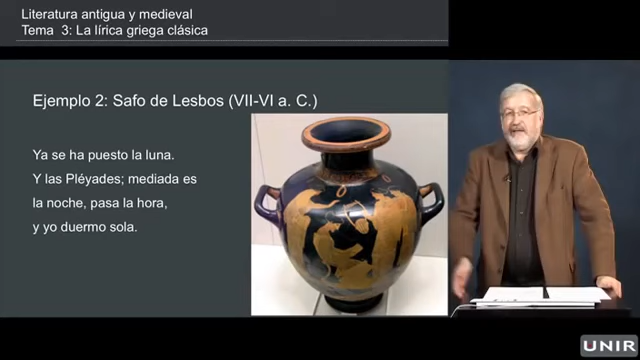 Literatura antigua y medieval
Tema 3: La lírica griega clásica
Ejemplo 2: Safo de Lesbos (VII-VI a. C.)
Ya se ha puesto la luna.
Y las Pléyades; mediada es
la noche, pasa la hora,
y yo duermo sola.
UNIR